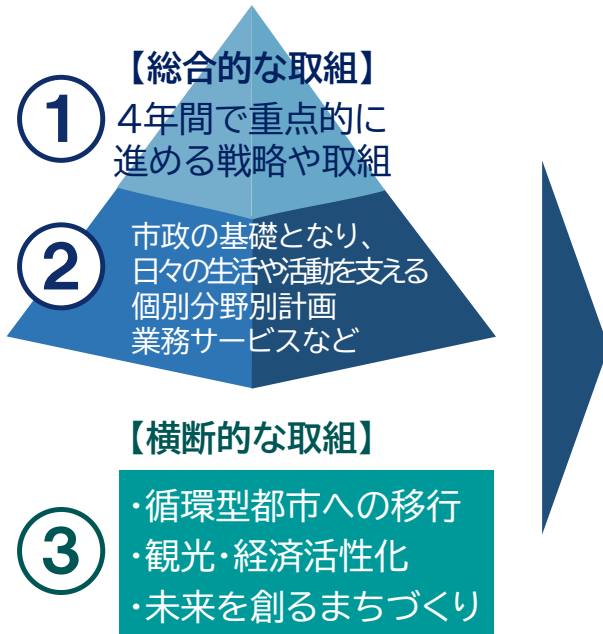 【総合的な取組】
①
4年間で重点的に
進める戦略や取組
②
市政の基礎となり、
日々の生活や活動を支える
個別分野別計画
業務サービスなど
【横断的な取組】
③
・循環型都市への移行
・観光・経済活性化
・未来を創るまちづくり